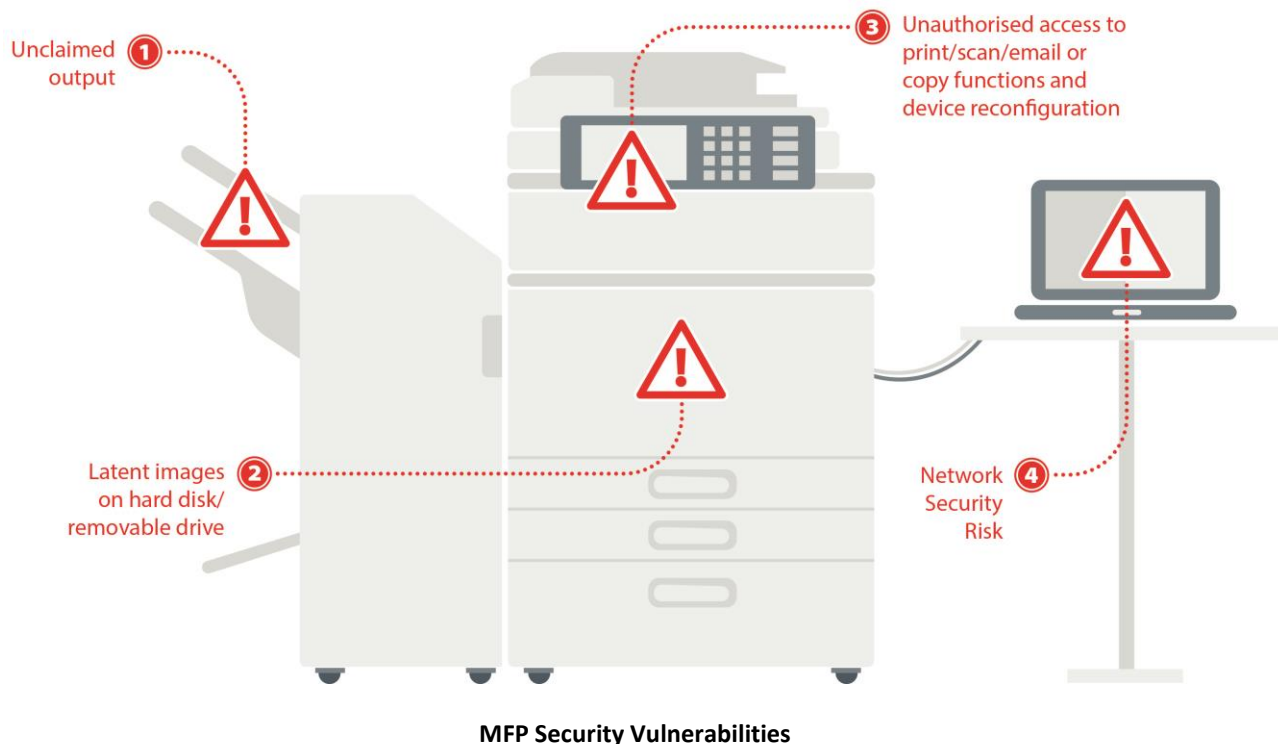 Unclaimed
output
1
3
Unauthorised access to
print/scan/email or
copy functions and
device reconfiguration
Latent images
on hard disk/
removable drive
2
Network
Security
Risk
4
MFP Security Vulnerabilities